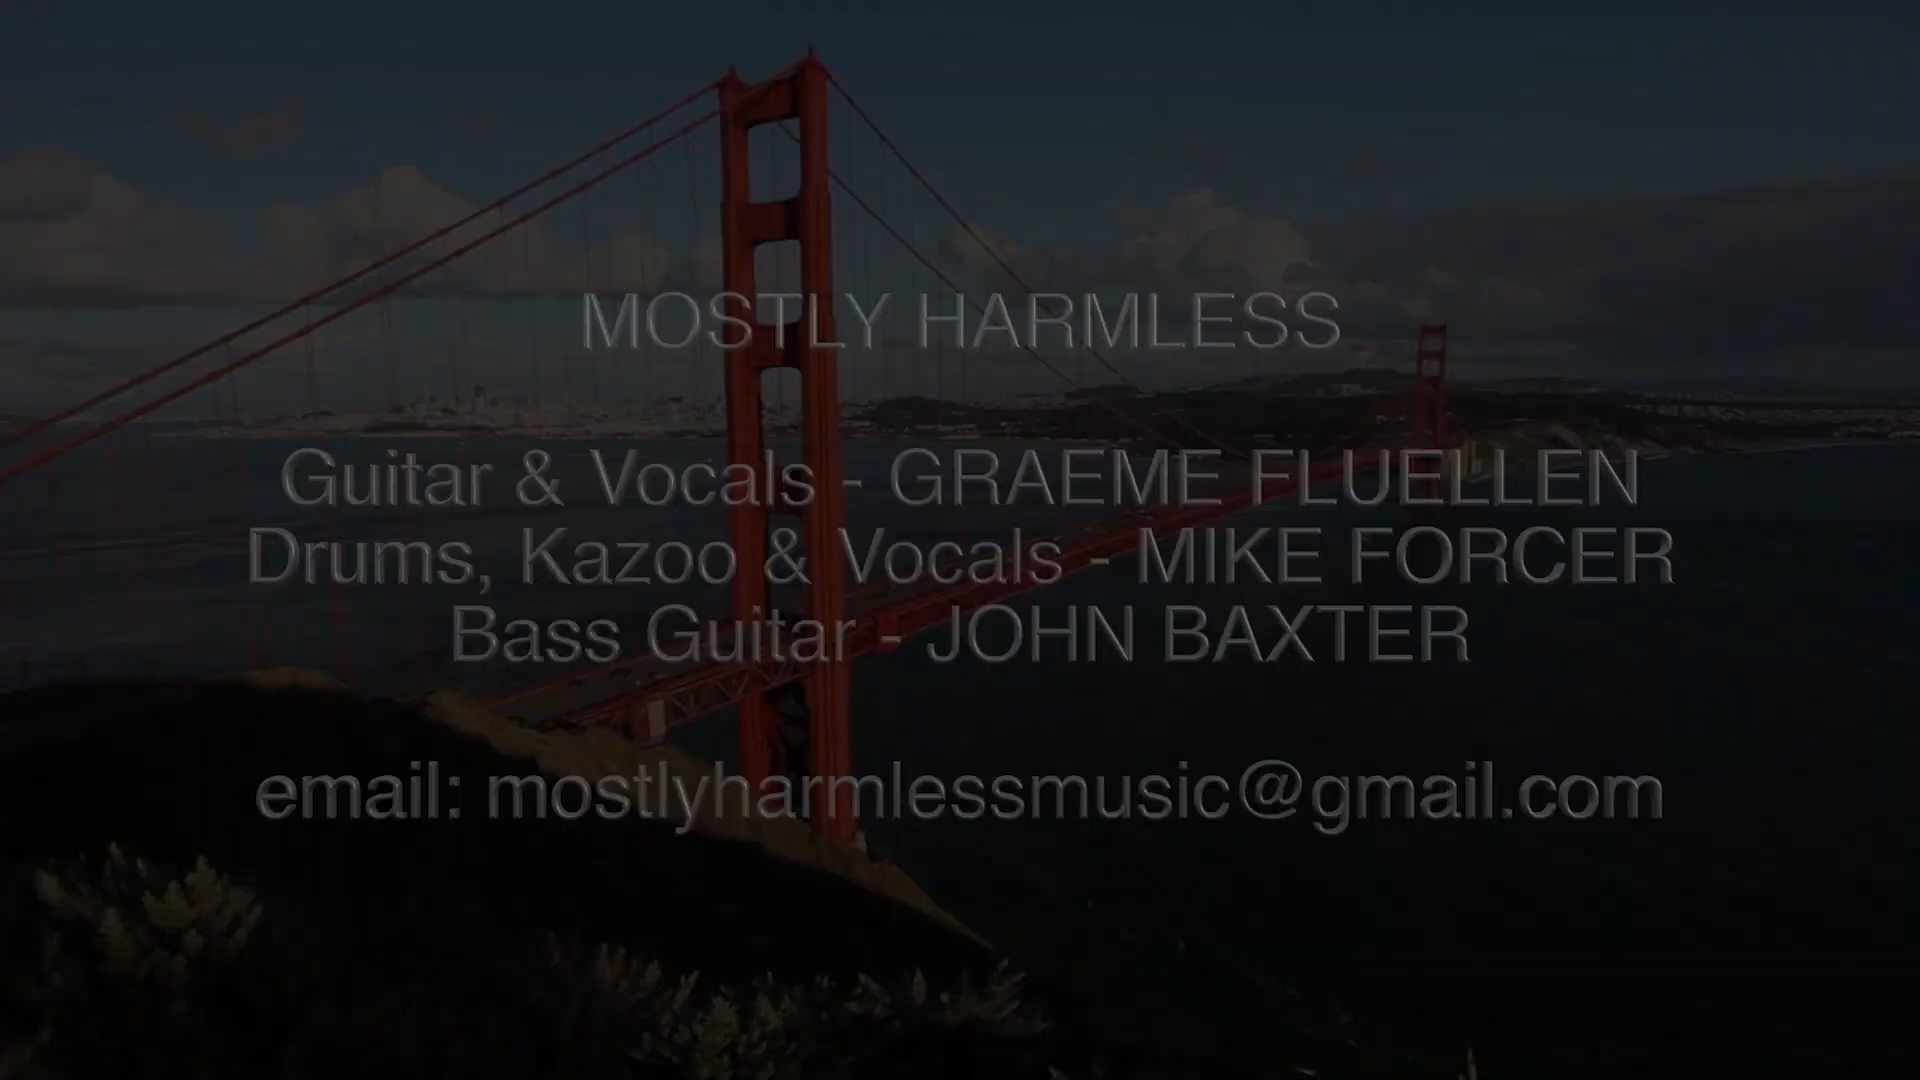 MOSTLY HARMLESS
Guitar & Vocals - GRAEME FLUELLEN
Drums, Kazoo & Vocals - MIKE FORCER
Bass Guitar - JOHN BAXTER
email: mostlyharmlessmusic@gmail.com